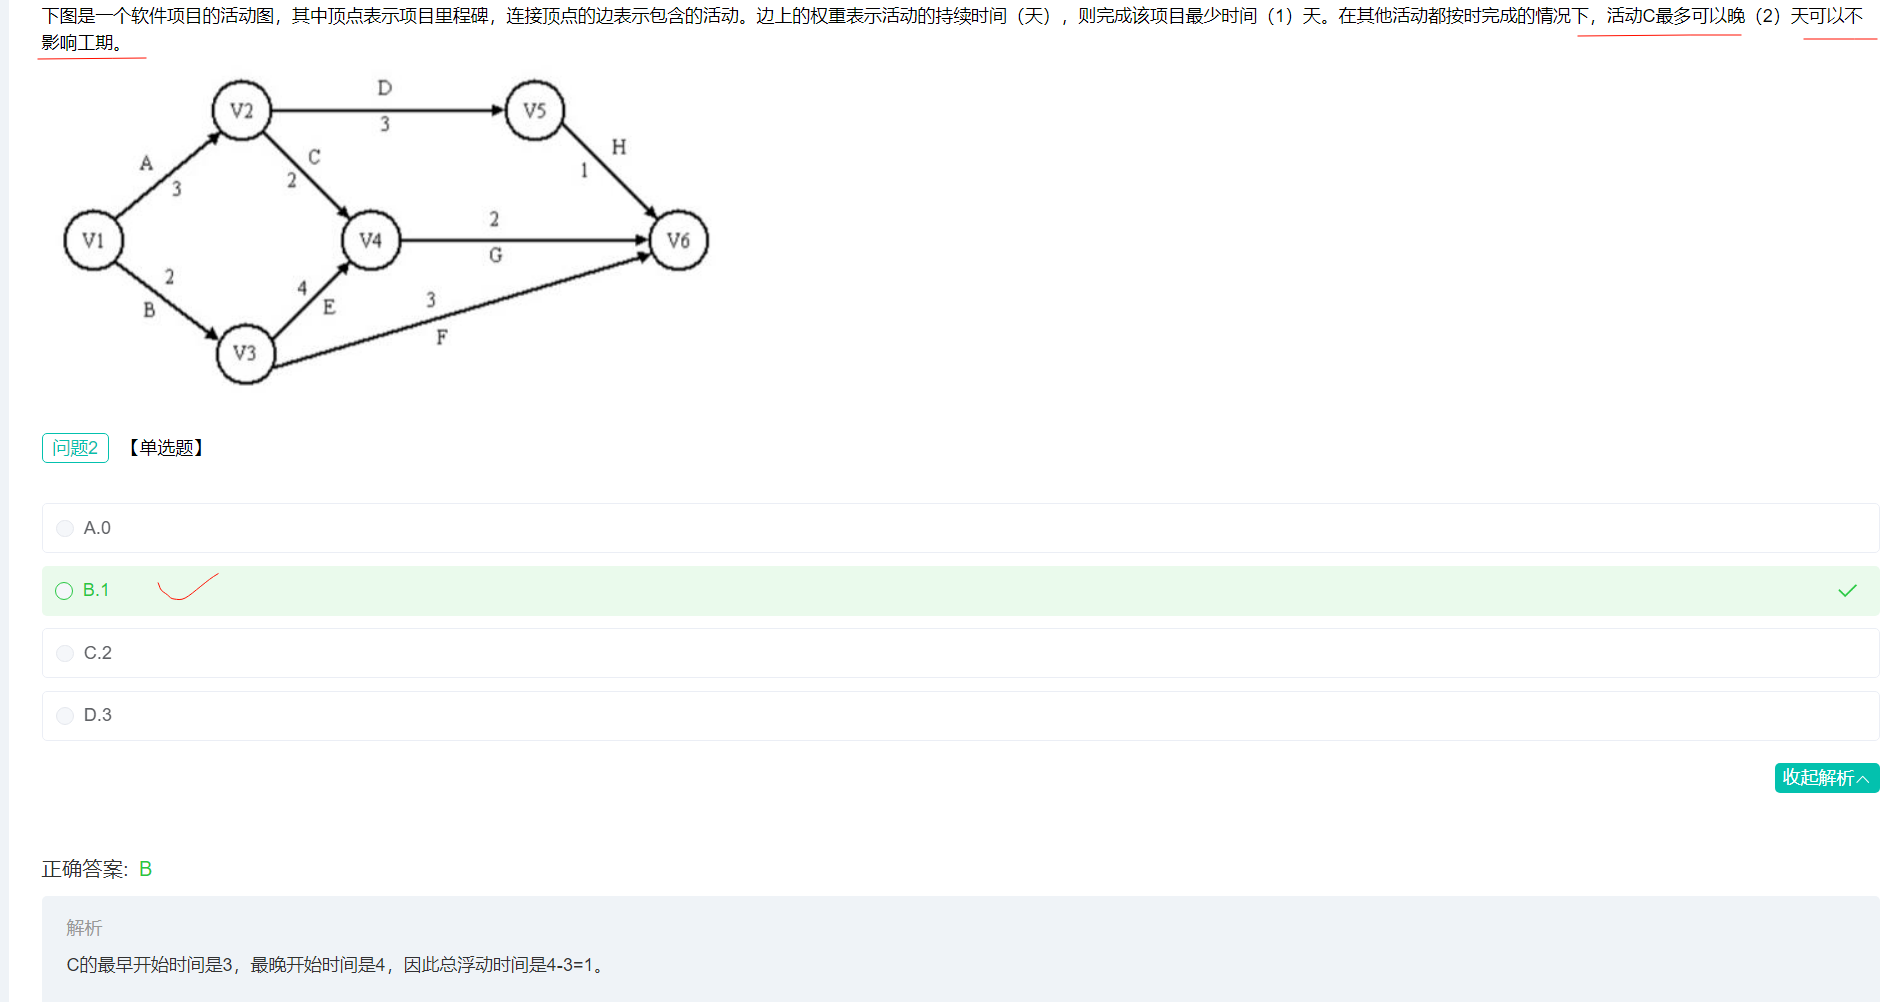 下图是一个软件项目的活动图，其中顶点表示项目里程碑，连接顶点的边表示包含的活动。边上的权重表示活动的持续时间（天），则完成该项目最少时间（1）天。在其他活动都按时完成的情况下，活动C最多可以晚（2）天可以不
影响工期。
D
V2
V5
3
H
A
C
1
3
2
2
V1
V4
V6
G
2
4
3
B
E
F
V3
问题2 【单选题】
A.0
B.1
C.2
D.3
收起解析
正确答案: B
解析
C的最早开始时间是3，最晚开始时间是4，因此总浮动时间是4-3=1。